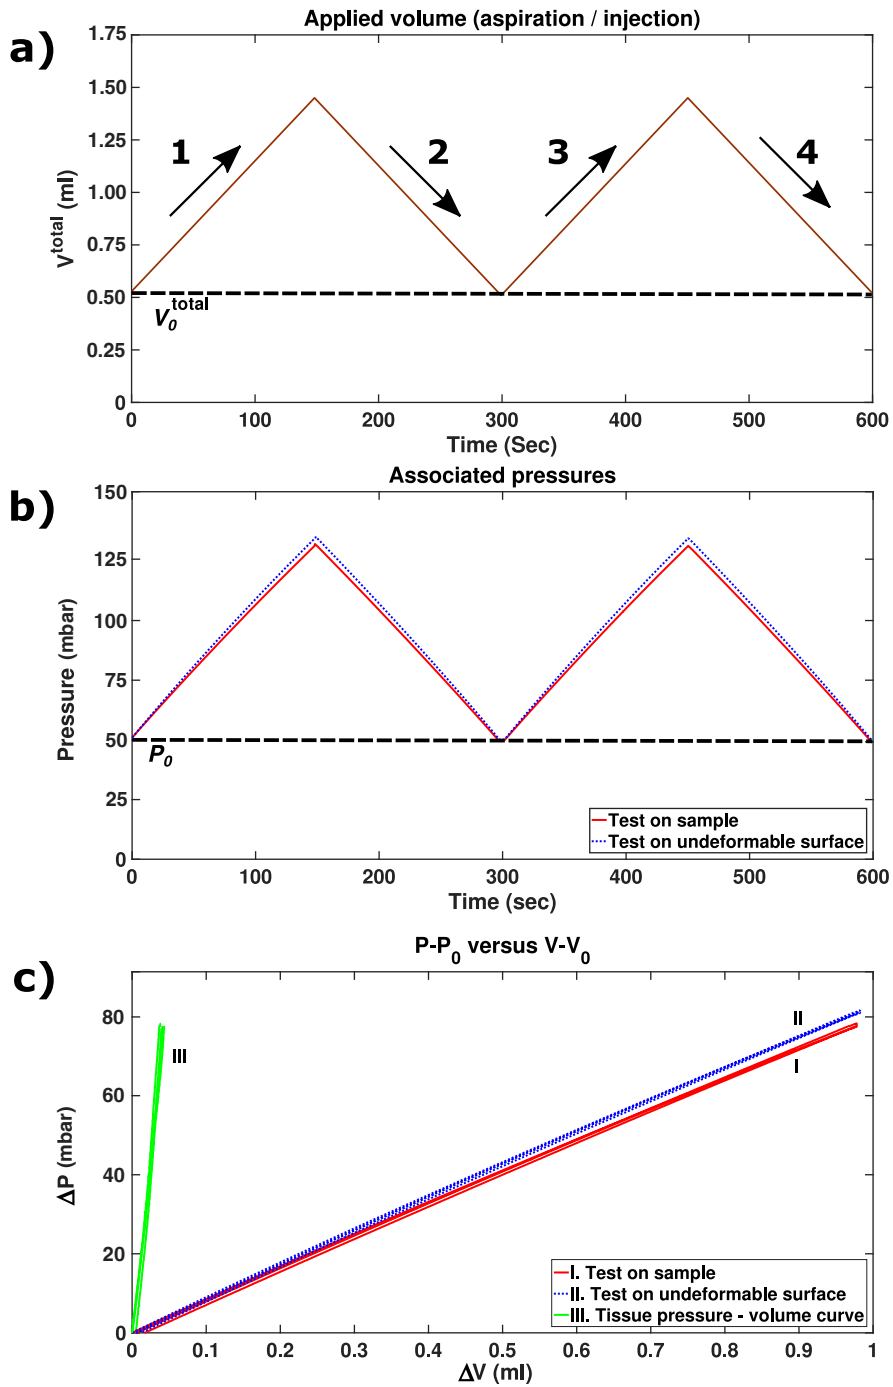 Applied volume (aspiration / injection)
a)
1.75
1.50
1.25
1.00
0.75
0.50
0.25
0
V^total (ml)
1
2
3
4
V_0^total
0
100
200
300
400
500
600
Time (Sec)
Associated pressures
b)
150
125
100
75
50
25
0
Pressure (mbar)
P_0
Test on sample
Test on undeformable surface
0
100
200
300
400
500
600
Time (sec)
P-P_0 versus V-V_0
c)
80
60
40
20
0
ΔP (mbar)
III
II
I
I. Test on sample
II. Test on undeformable surface
III. Tissue pressure - volume curve
0
0.1
0.2
0.3
0.4
0.5
0.6
0.7
0.8
0.9
1
ΔV (ml)